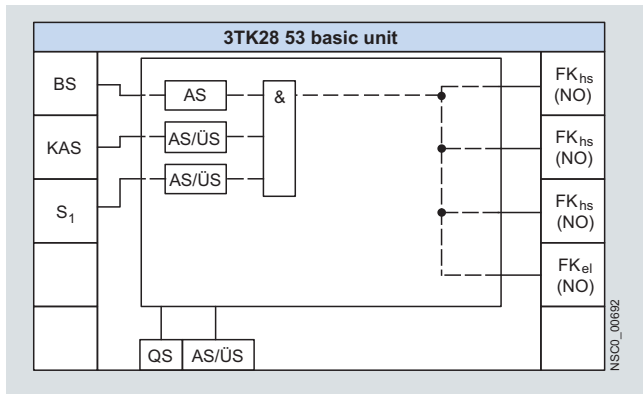 3TK28 53 basic unit
BS
AS
&
FKhs
(NO)
KAS
AS/ÜS
FKhs
(NO)
S1
AS/ÜS
FKhs
(NO)
FKel
(NO)
QS
AS/ÜS
NSC0_00692